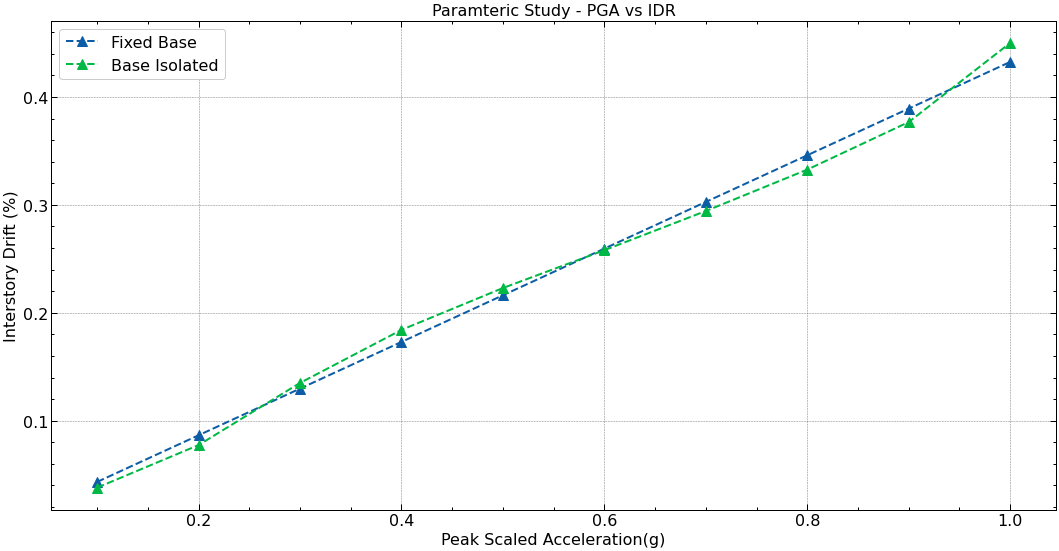 Paramteric Study - PGA vs IDR
Fixed Base
Base Isolated
0.4
0.3
0.2
0.1
Interstory Drift (%)
0.2 0.4 0.6 0.8 1.0
Peak Scaled Acceleration(g)